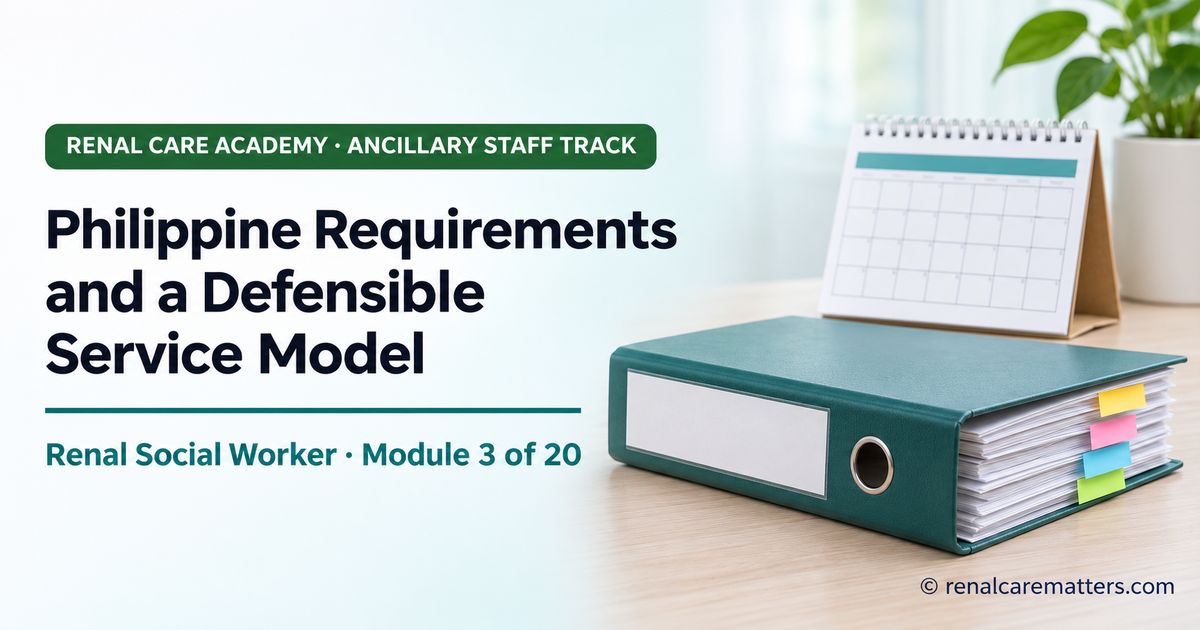 RENAL CARE ACADEMY · ANCILLARY STAFF TRACK
Philippine Requirements
and a Defensible
Service Model
Renal Social Worker · Module 3 of 20
© renalcarematters.com